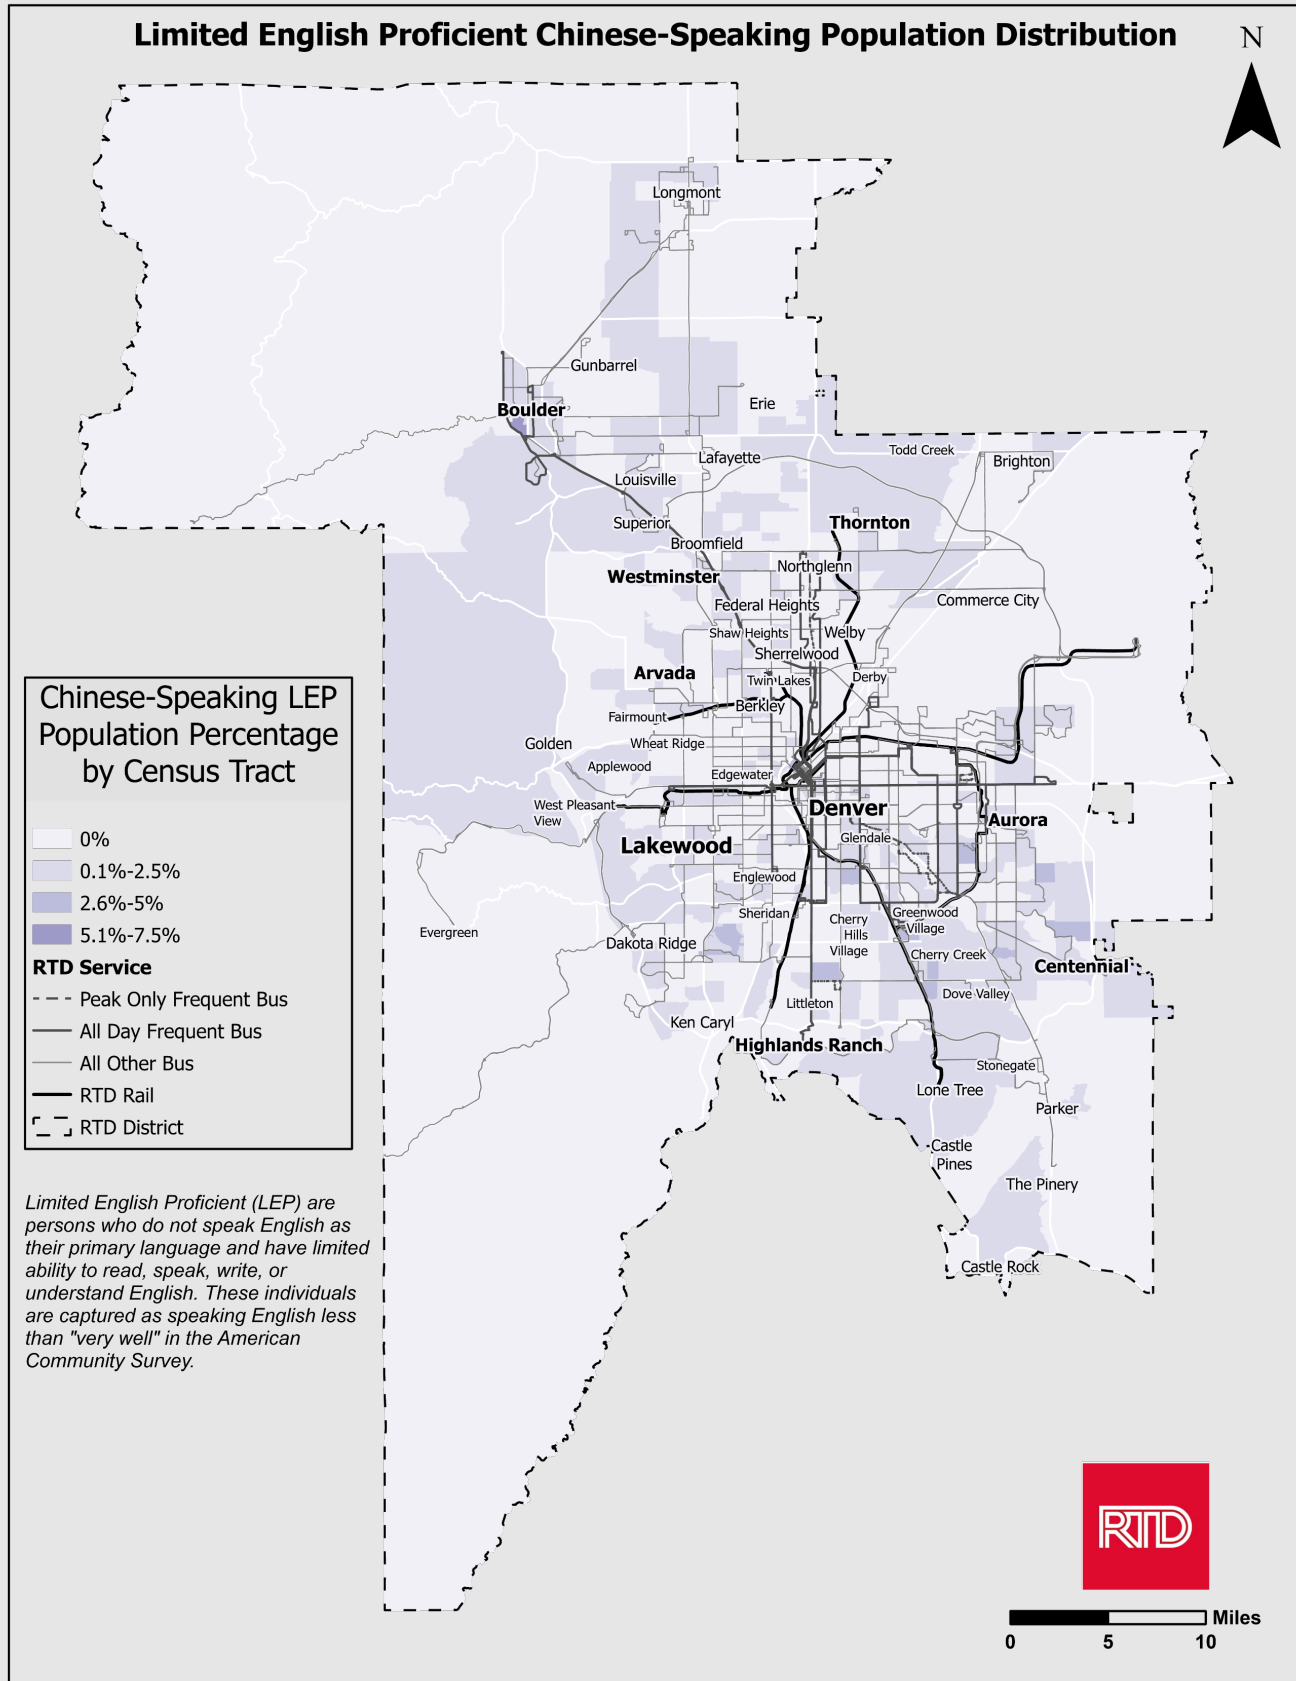 Limited English Proficient Chinese-Speaking Population Distribution
N
Longmont
Gunbarrel
Boulder
Erie
Todd Creek
Lafayette
Brighton
Louisville
Superior
Thornton
Broomfield
Northglenn
Westminster
Federal Heights
Commerce City
Shaw Heights
Welby
Sherrelwood
Arvada
Twin Lakes
Derby
Berkley
Fairmount
Golden
Wheat Ridge
Applewood
Edgewater
West Pleasant
View
Denver
Aurora
Lakewood
Glendale
Englewood
Sheridan
Cherry
Hills
Village
Greenwood
Village
Evergreen
Dakota Ridge
Cherry Creek
Centennial
Dove Valley
Littleton
Ken Caryl
Highlands Ranch
Stonegate
Lone Tree
Parker
Castle
Pines
The Pinery
Castle Rock
Chinese-Speaking LEP
Population Percentage
by Census Tract
0%
0.1%-2.5%
2.6%-5%
5.1%-7.5%
RTD Service
Peak Only Frequent Bus
All Day Frequent Bus
All Other Bus
RTD Rail
RTD District
Limited English Proficient (LEP) are
persons who do not speak English as
their primary language and have limited
ability to read, speak, write, or
understand English. These individuals
are captured as speaking English less
than "very well" in the American
Community Survey.
RTD
Miles
0 5 10